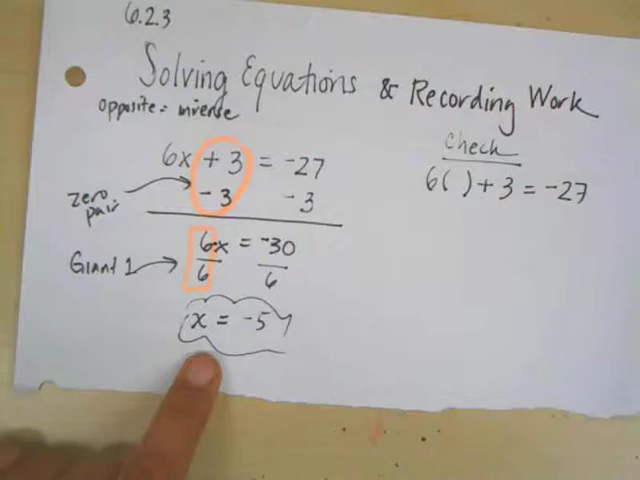 6.2.3
Solving Equations & Recording Work
opposite = inverse
6x + 3 = -27
zero pair
- 3 - 3
6x = -30
Giant 1
6 6
x = -5
Check
6( ) + 3 = -27